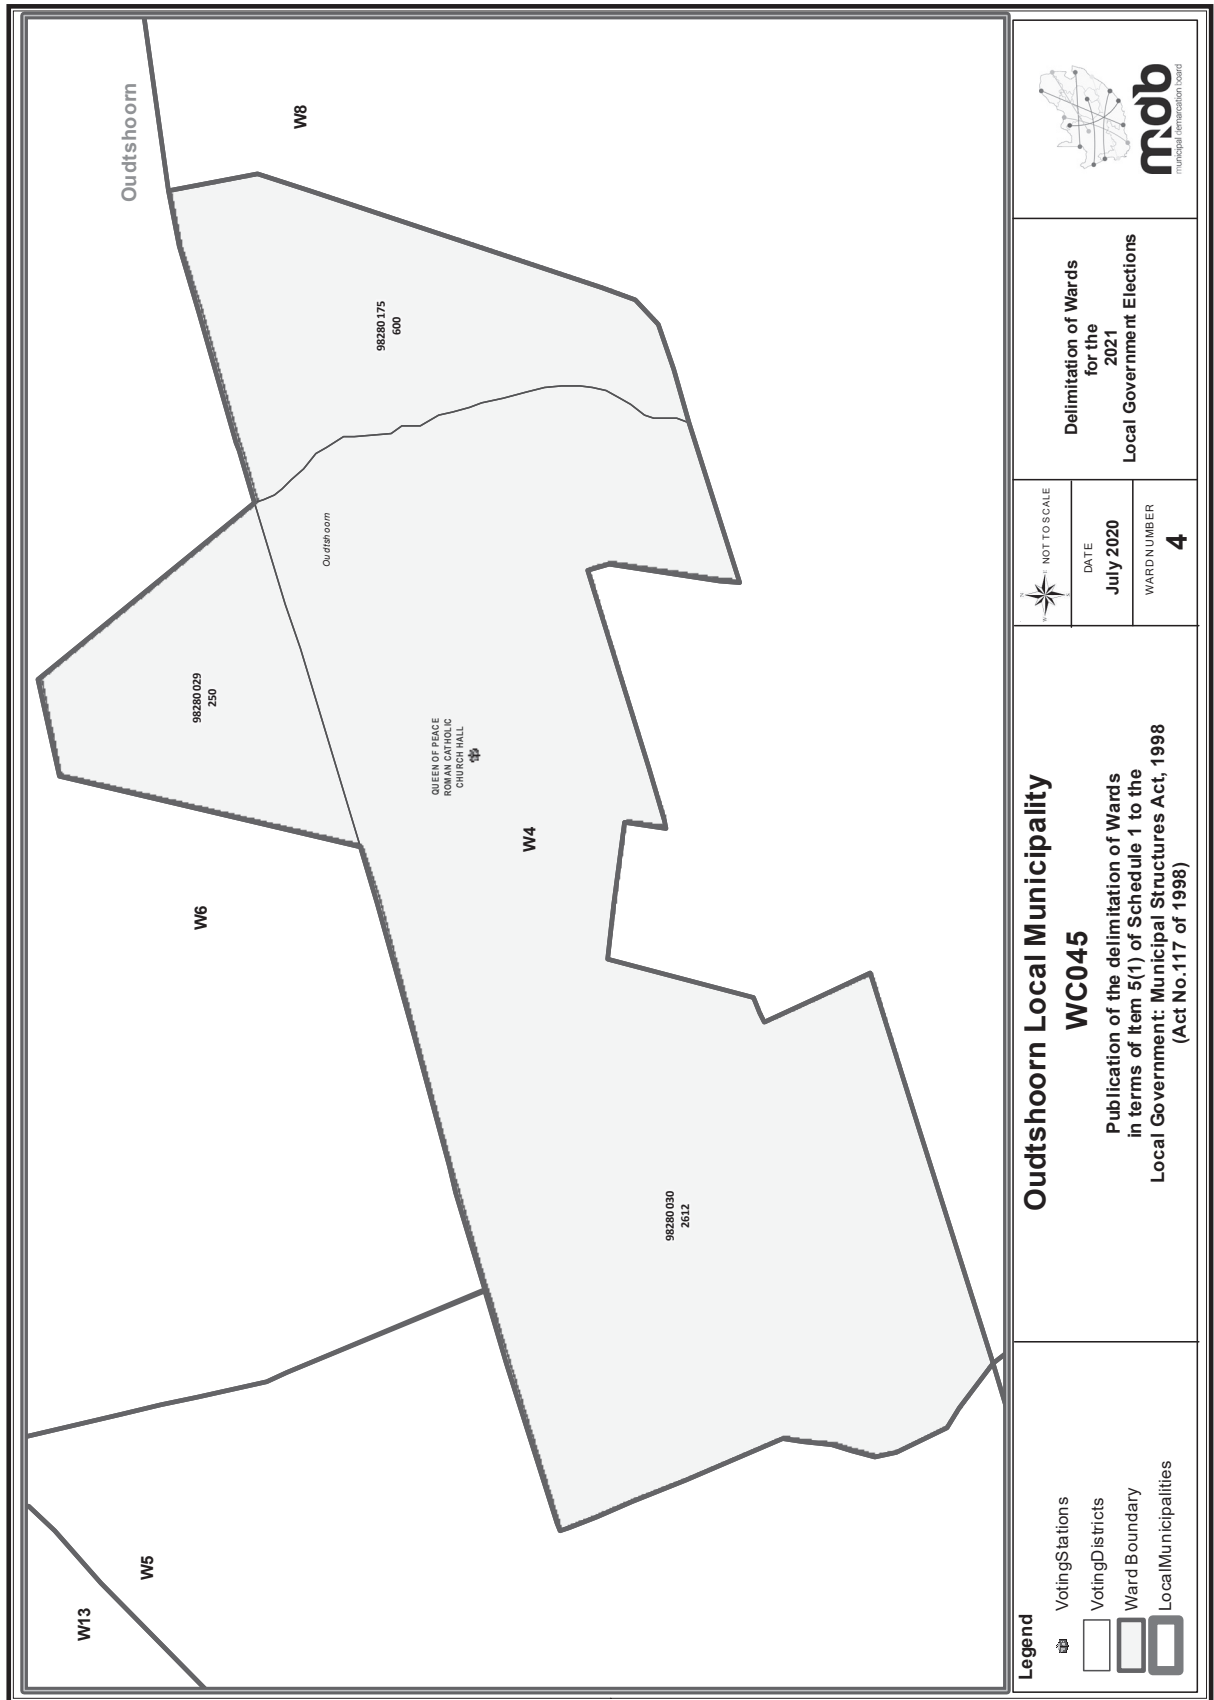 W13
W5
W6
W8
Oudtshoorn
98280029
250
98280175
600
Oudtshoorn
QUEEN OF PEACE
ROMAN CATHOLIC
CHURCH HALL
W4
98280030
2612
Legend
VotingStations
VotingDistricts
Ward Boundary
LocalMunicipalities
Oudtshoorn Local Municipality
WC045
Publication of the delimitation of Wards
in terms of Item 5(1) of Schedule 1 to the
Local Government: Municipal Structures Act, 1998
(Act No.117 of 1998)
N
W E
S
NOT TO SCALE
DATE
July 2020
WARD NUMBER
4
Delimitation of Wards
for the
2021
Local Government Elections
mdb
municipal demarcation board